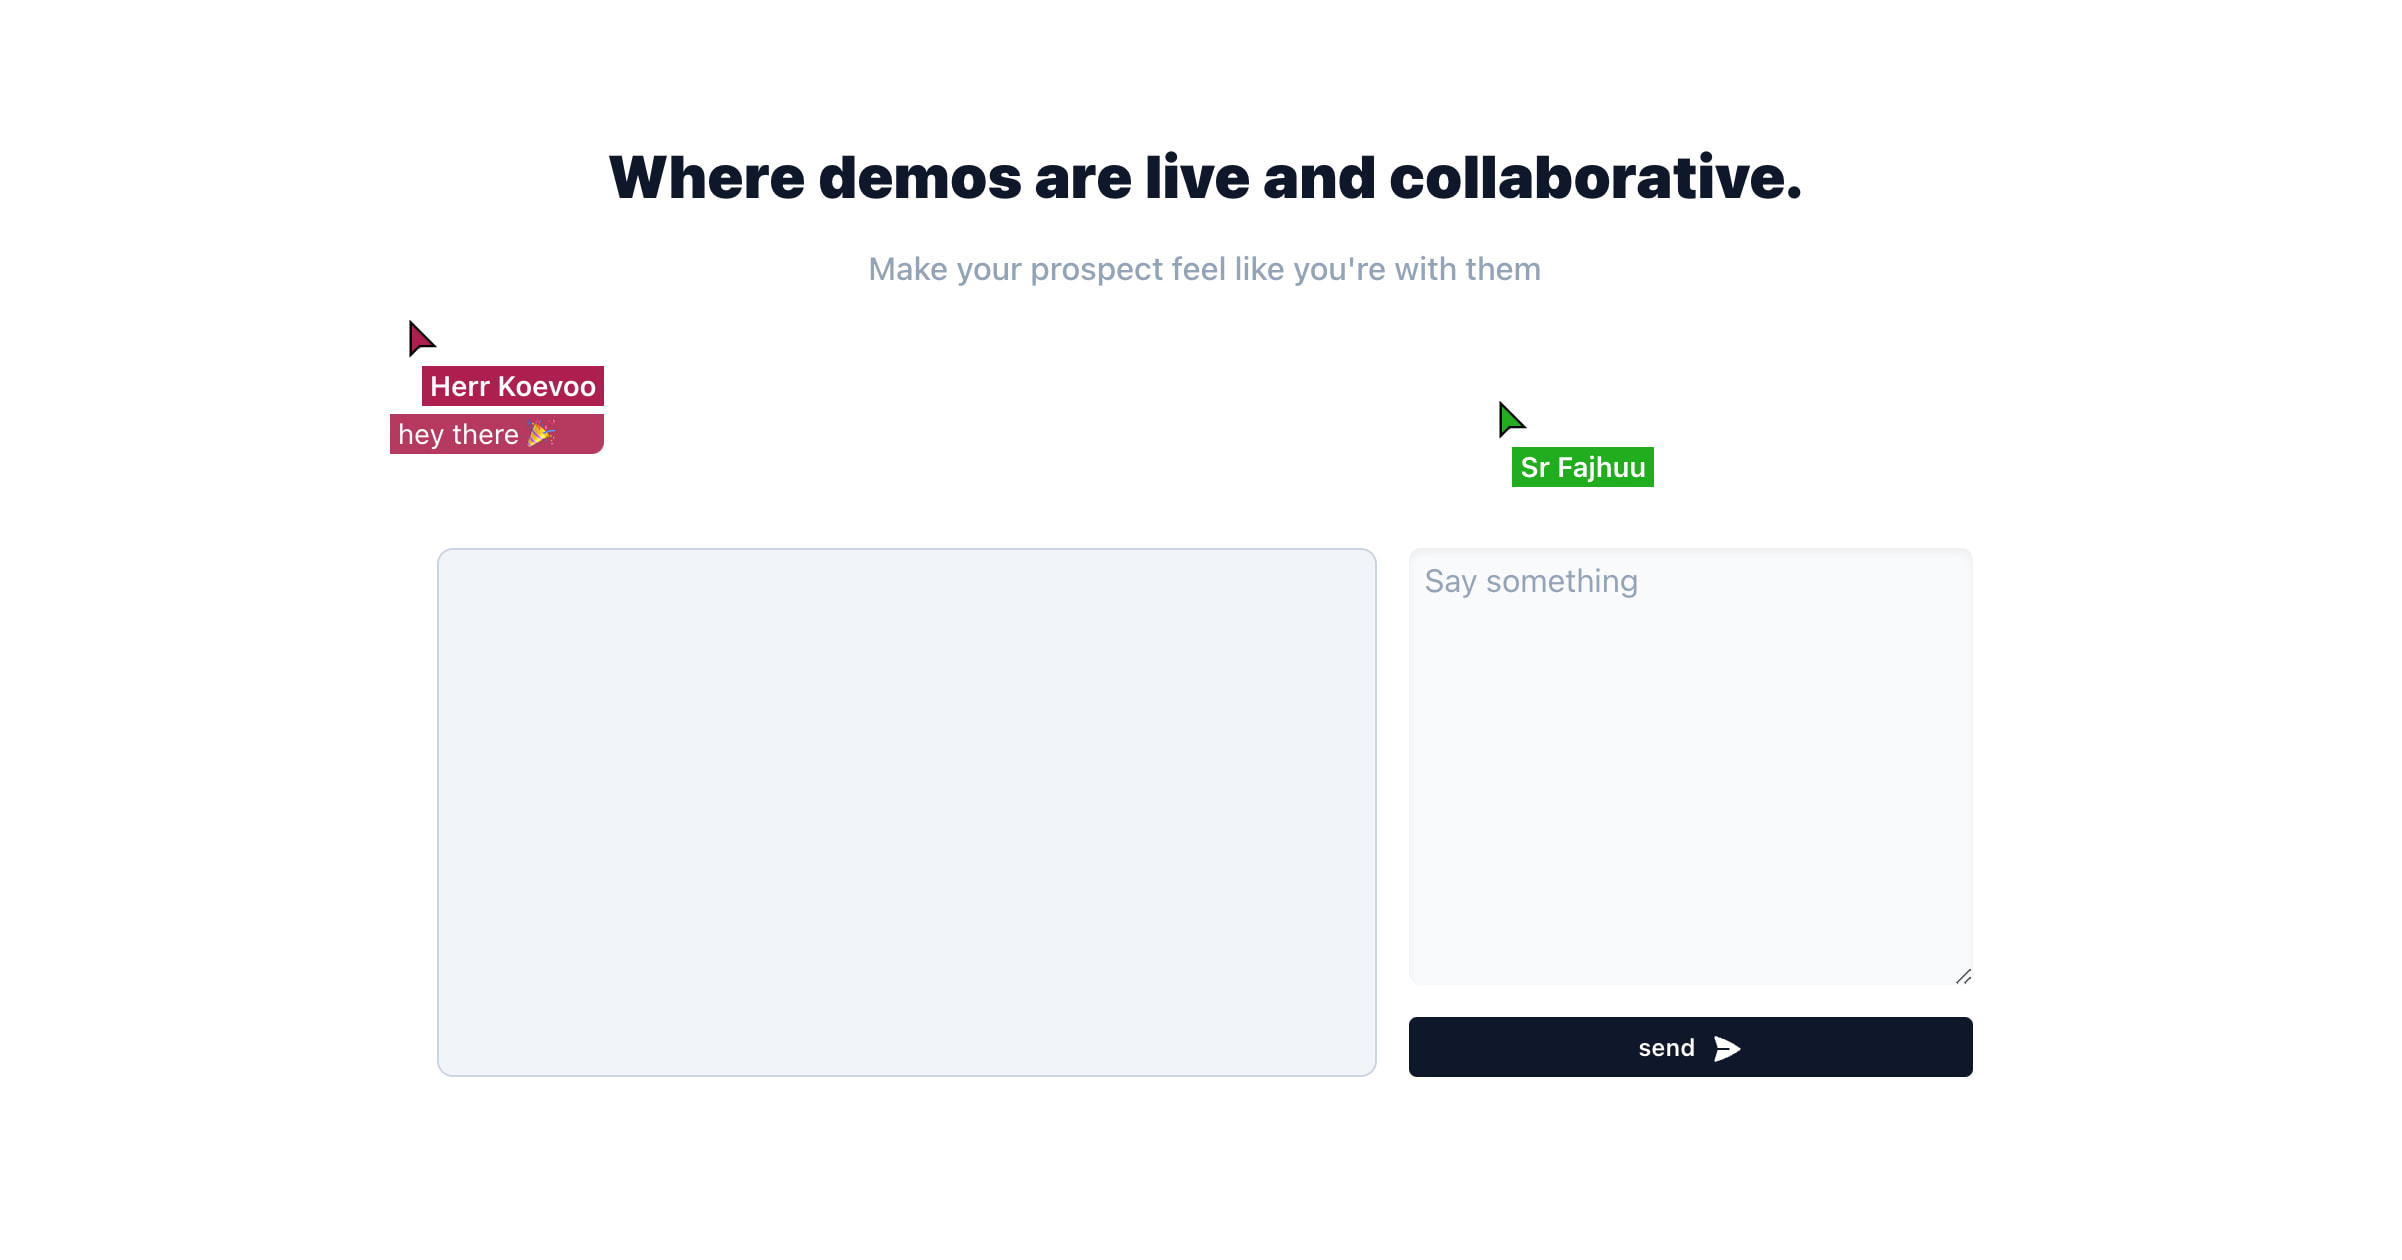 Where demos are live and collaborative.
Make your prospect feel like you're with them
Herr Koevoo
hey there 🎉
Sr Fajhuu
Say something
send